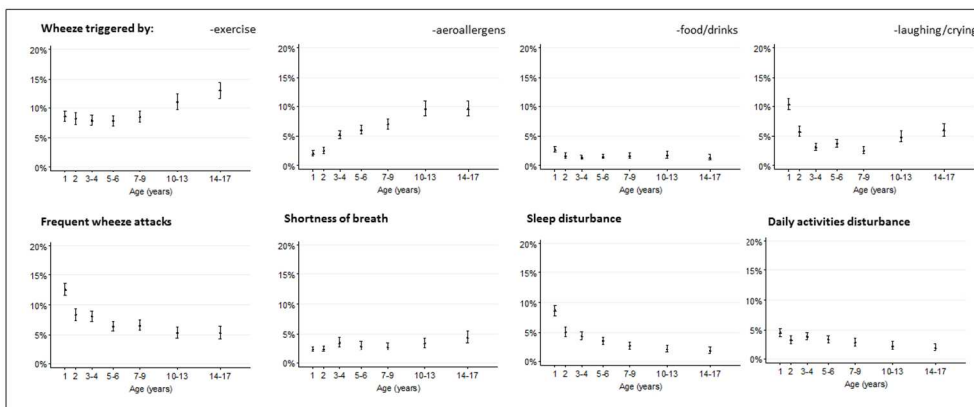 Wheeze triggered by: -exercise
20%
15%
10%
5%
0%
1 2 3-4 5-6 7-9 10-13 14-17
Age (years)
-aeroallergens
20%
15%
10%
5%
0%
1 2 3-4 5-6 7-9 10-13 14-17
Age (years)
-food/drinks
20%
15%
10%
5%
0%
1 2 3-4 5-6 7-9 10-13 14-17
Age (years)
-laughing/crying
20%
15%
10%
5%
0%
1 2 3-4 5-6 7-9 10-13 14-17
Age (years)
Frequent wheeze attacks
20%
15%
10%
5%
0%
1 2 3-4 5-6 7-9 10-13 14-17
Age (years)
Shortness of breath
20%
15%
10%
5%
0%
1 2 3-4 5-6 7-9 10-13 14-17
Age (years)
Sleep disturbance
20%
15%
10%
5%
0%
1 2 3-4 5-6 7-9 10-13 14-17
Age (years)
Daily activities disturbance
20%
15%
10%
5%
0%
1 2 3-4 5-6 7-9 10-13 14-17
Age (years)